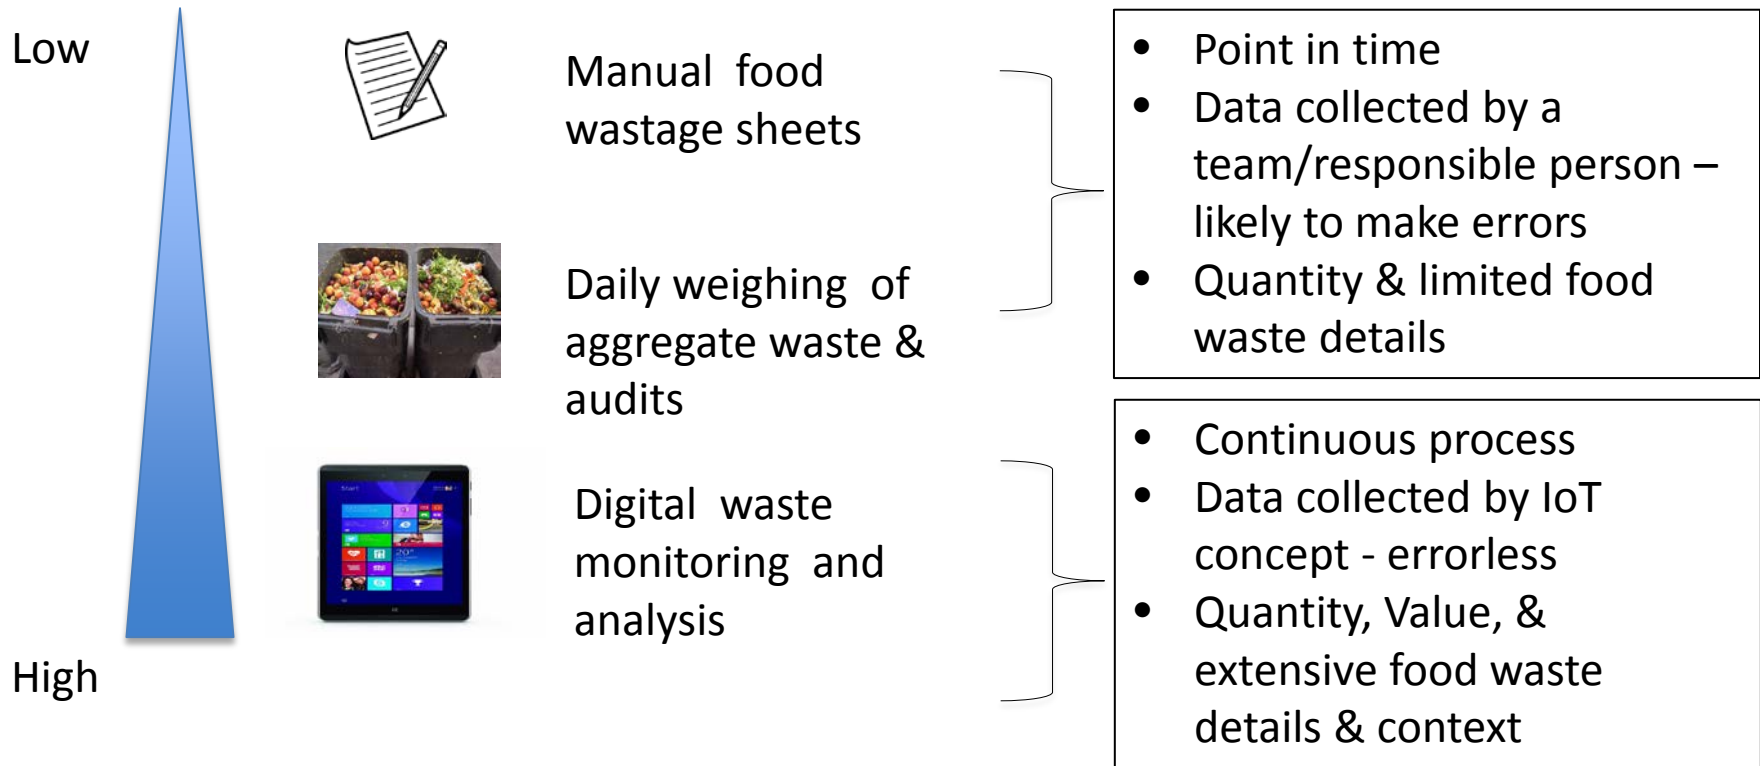 Low
Manual food
wastage sheets
Daily weighing of
aggregate waste &
audits
Digital waste
monitoring and
analysis
High
• Point in time
• Data collected by a
team/responsible person –
likely to make errors
• Quantity & limited food
waste details
• Continuous process
• Data collected by IoT
concept - errorless
• Quantity, Value, &
extensive food waste
details & context
Start
20°